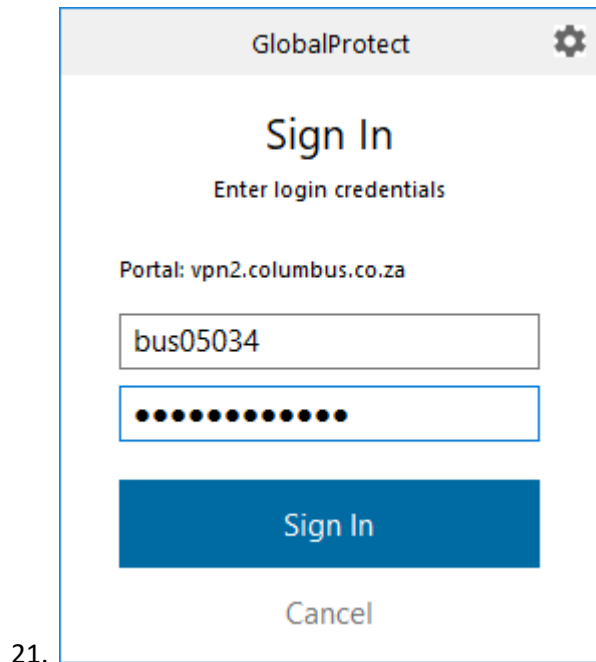 GlobalProtect
Sign In
Enter login credentials
Portal: vpn2.columbus.co.za
bus05034
●●●●●●●●●●●●
Sign In
Cancel
21.